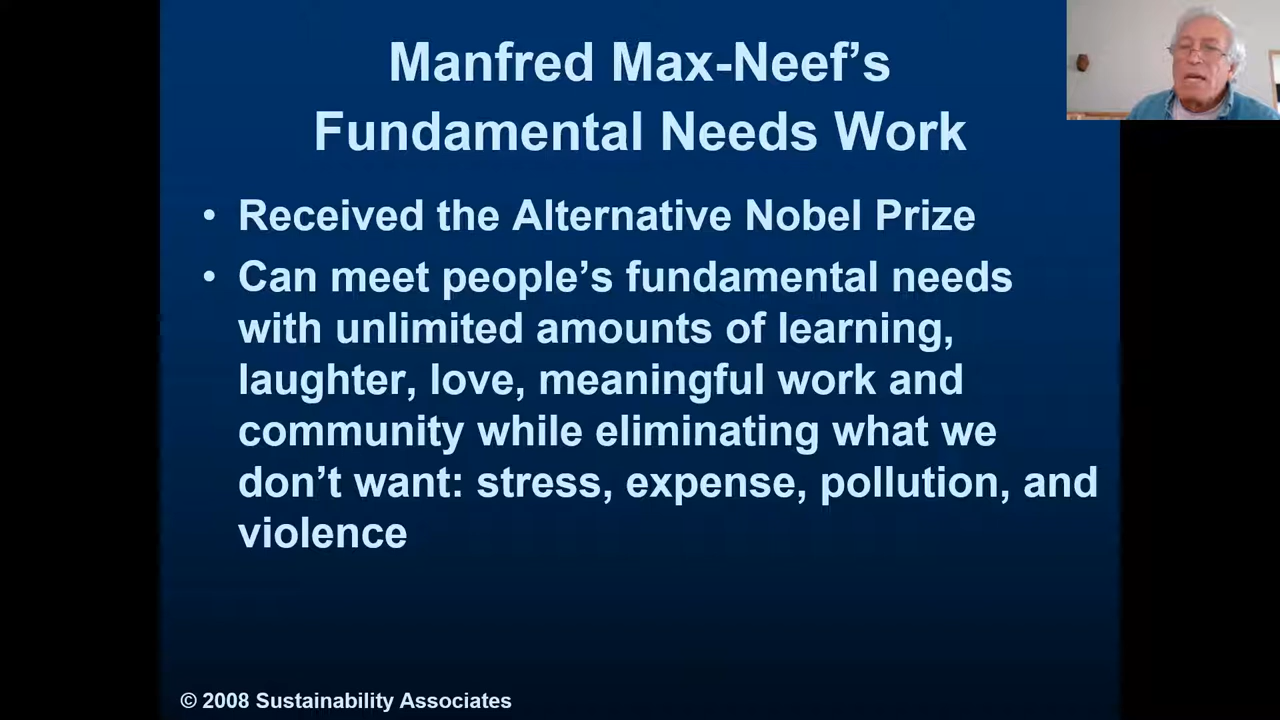 Manfred Max-Neef’s
Fundamental Needs Work
• Received the Alternative Nobel Prize
• Can meet people’s fundamental needs
with unlimited amounts of learning,
laughter, love, meaningful work and
community while eliminating what we
don’t want: stress, expense, pollution, and
violence
© 2008 Sustainability Associates